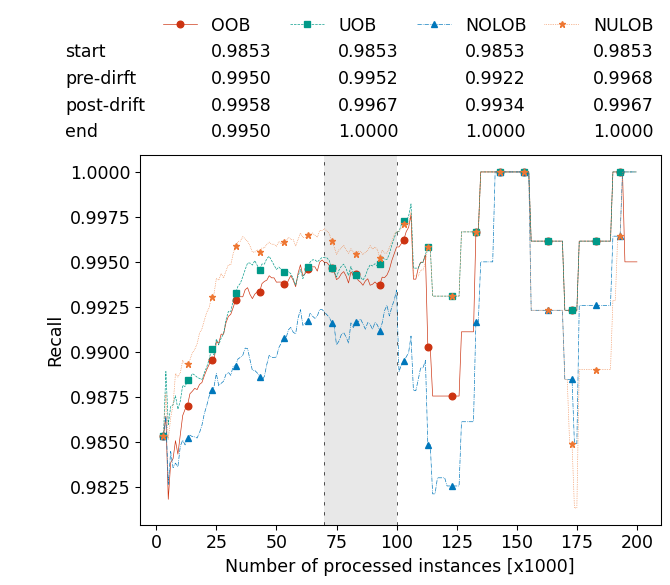 OOB UOB NOLOB NULOB
start 0.9853 0.9853 0.9853 0.9853
pre-dirft 0.9950 0.9952 0.9922 0.9968
post-drift 0.9958 0.9967 0.9934 0.9967
end 0.9950 1.0000 1.0000 1.0000
1.0000
0.9975
0.9950
0.9925
0.9900
0.9875
0.9850
0.9825
Recall
0 25 50 75 100 125 150 175 200
Number of processed instances [x1000]